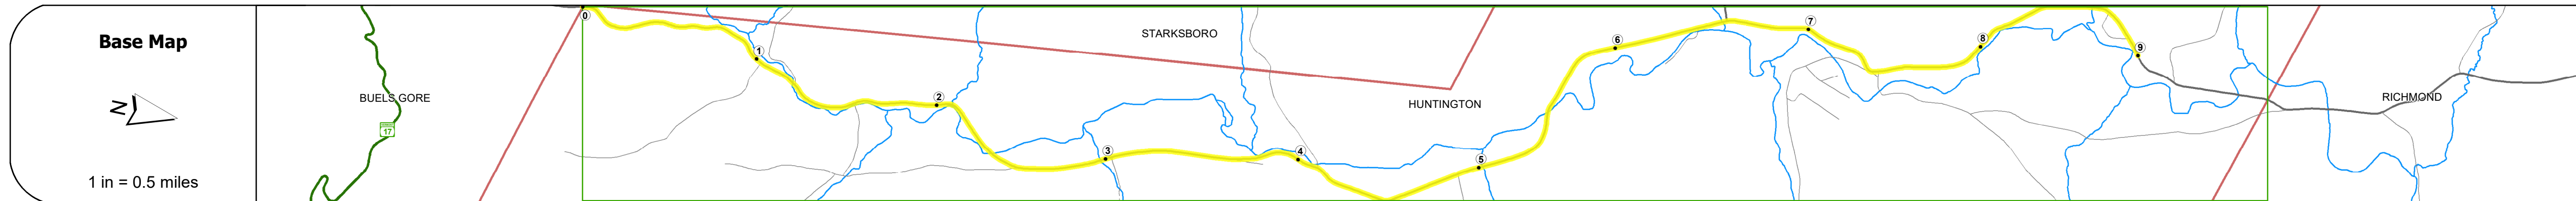 Base Map
N
1 in = 0.5 miles
BUELS GORE
17
0
1
2
3
STARKSBORO
4
HUNTINGTON
5
6
7
8
9
RICHMOND